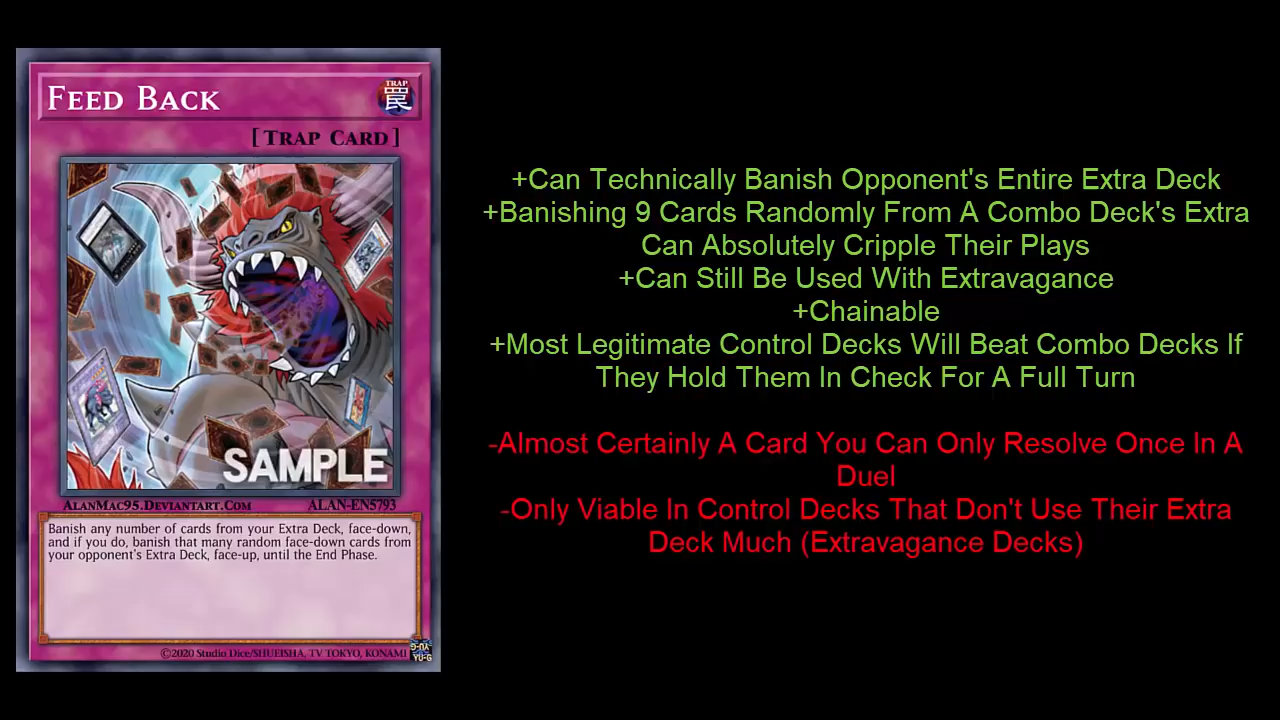 FEED BACK
TRAP
罠
[TRAP CARD]
SAMPLE
ALANMAC95.DEVIANTART.COM ALAN-EN5793
Banish any number of cards from your Extra Deck, face-down,
and if you do, banish that many random face-down cards from
your opponent's Extra Deck, face-up, until the End Phase.
©2020 Studio Dice/SHUEISHA, TV TOKYO, KONAMI
+Can Technically Banish Opponent's Entire Extra Deck
+Banishing 9 Cards Randomly From A Combo Deck's Extra
Can Absolutely Cripple Their Plays
+Can Still Be Used With Extravagance
+Chainable
+Most Legitimate Control Decks Will Beat Combo Decks If
They Hold Them In Check For A Full Turn
-Almost Certainly A Card You Can Only Resolve Once In A
Duel
-Only Viable In Control Decks That Don't Use Their Extra
Deck Much (Extravagance Decks)